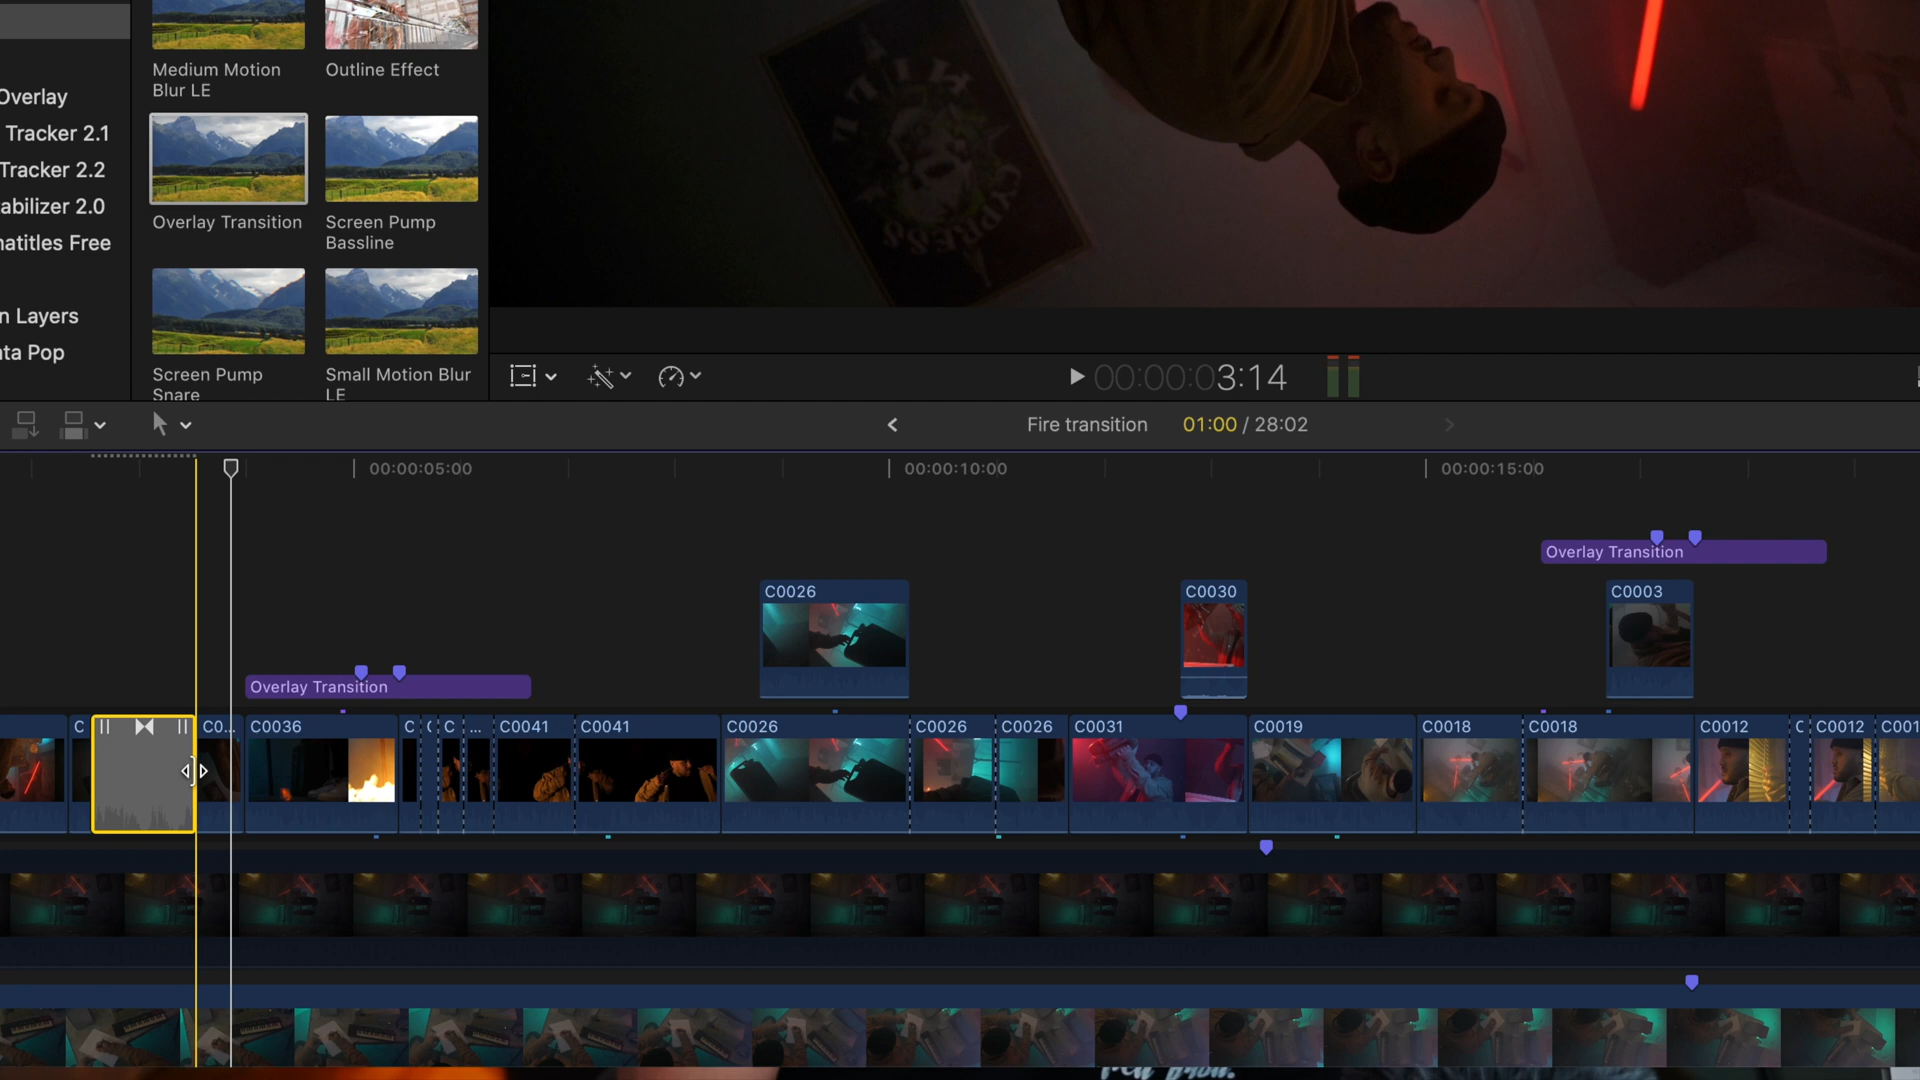 Medium Motion
Blur LE
Outline Effect
Overlay
Tracker 2.1
Tracker 2.2
abilizer 2.0
natitles Free
n Layers
ta Pop
Overlay Transition
Screen Pump
Bassline
Screen Pump
Snare
Small Motion Blur
LE
CYPRESS
HILL
00:00:03:14
Fire transition 01:00 / 28:02
00:00:05:00 00:00:10:00 00:00:15:00
Overlay Transition
C0026 C0030 C0003
Overlay Transition
C C0... C0036 C C C ... C0041 C0041 C0026 C0026 C0026 C0031 C0019 C0018 C0018 C0012 C C0012 C001